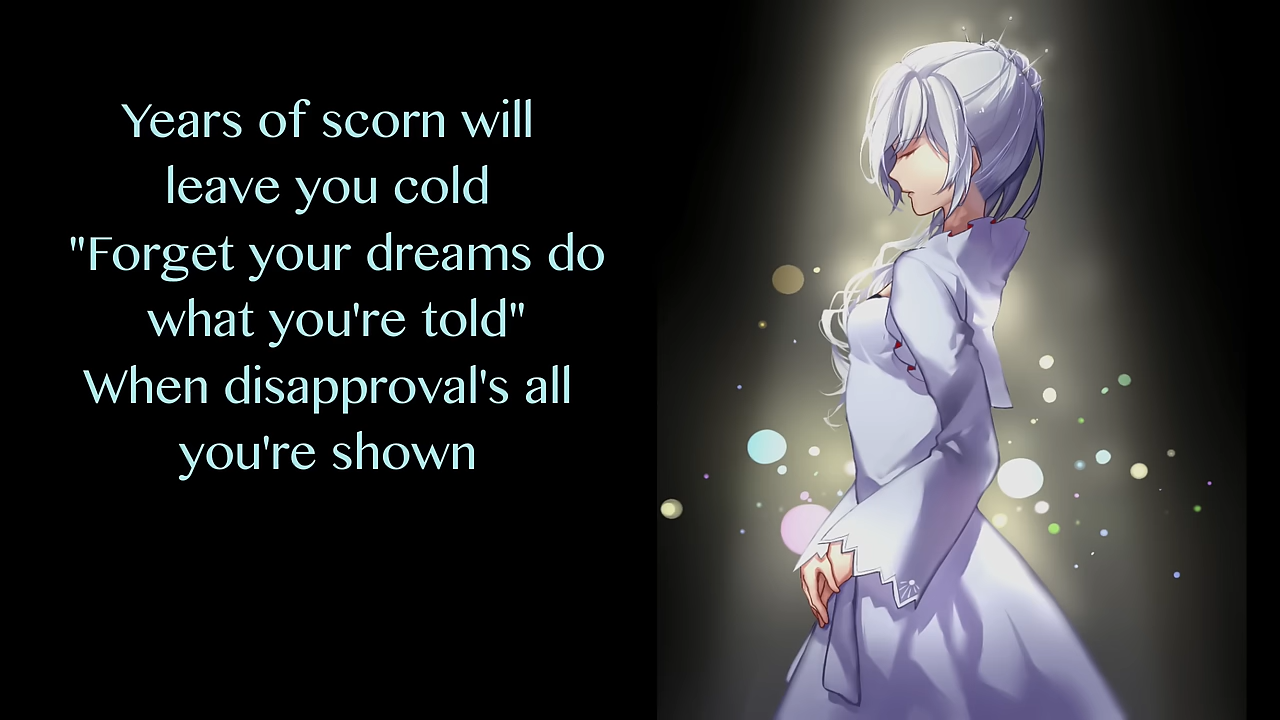 Years of scorn will
leave you cold
"Forget your dreams do
what you're told"
When disapproval's all
you're shown